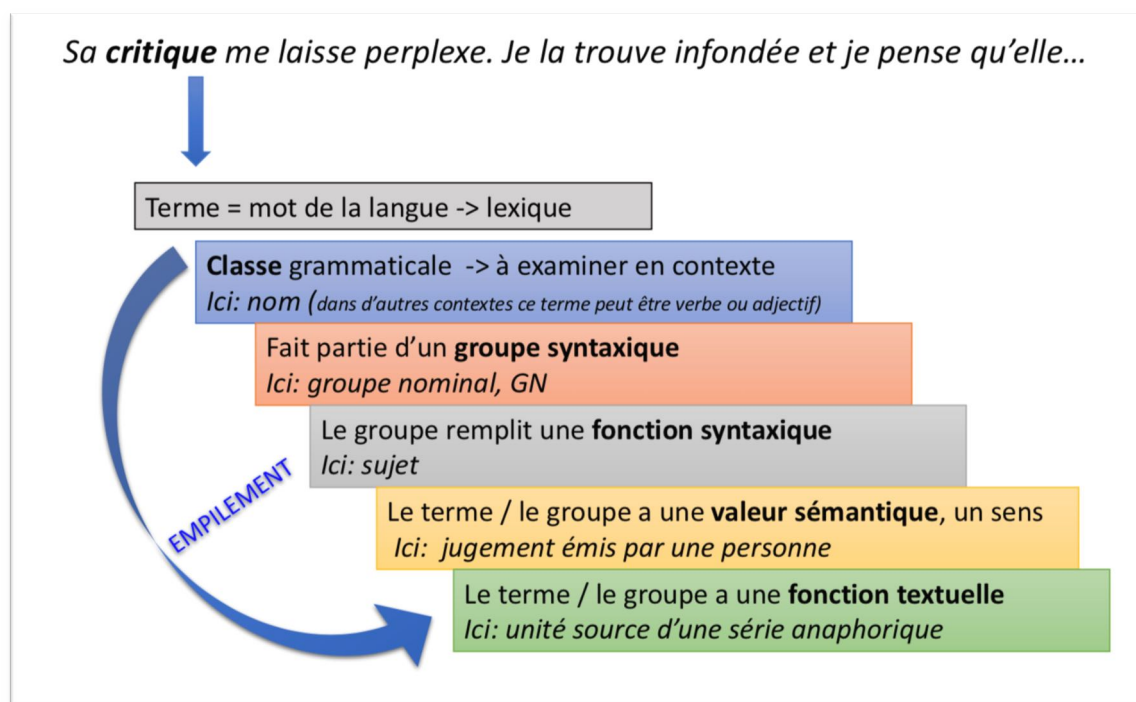 Sa critique me laisse perplexe. Je la trouve infondée et je pense qu’elle…
Terme = mot de la langue -> lexique
Classe grammaticale -> à examiner en contexte
Ici: nom (dans d’autres contextes ce terme peut être verbe ou adjectif)
Fait partie d’un groupe syntaxique
Ici: groupe nominal, GN
Le groupe remplit une fonction syntaxique
Ici: sujet
EMPILEMENT
Le terme / le groupe a une valeur sémantique, un sens
Ici: jugement émis par une personne
Le terme / le groupe a une fonction textuelle
Ici: unité source d’une série anaphorique